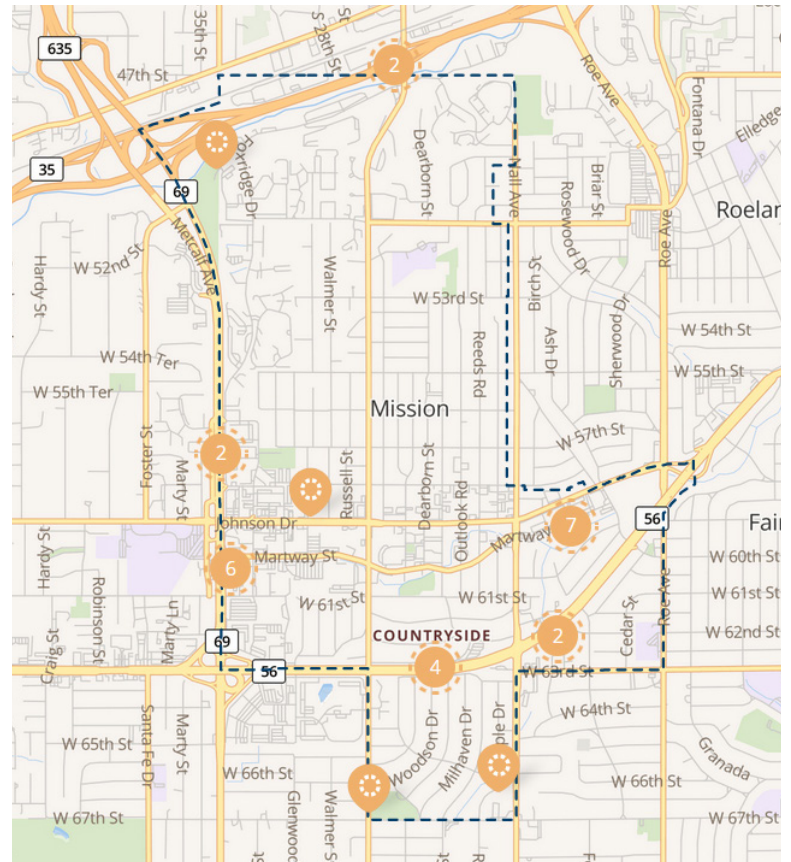 35th St
S 28th St
St
635
47th St
2
Roe Ave
Fontana Dr
Elledge
35
Foxridge Dr
69
Dearborn St
Nall Ave
Briar St
Rosewood Dr
Roelan
Metcalf Ave
Roe Ave
W 52nd St
Hardy St
Walmer St
W 53rd St
Birch St
Sherwood Dr
W 54th St
Reeds Rd
Ash Dr
W 54th Ter
W 55th St
W 55th Ter
Mission
Foster St
W 57th St
2
Marty St
Russell St
Dearborn St
Outlook Rd
56
Johnson Dr
7
Fair
Martway
Hardy St
Martway St
W 60th St
6
Robinson St
W 61st St
W 61st St
W 61st St
Roe Ave
Marty Ln
Cedar St
W 62nd St
Craig St
69
COUNTRYSIDE
2
4
56
W 63rd St
Santa Fe Dr
Marty St
W 64th St
W 65th St
Woodson Dr
Milhaven Dr
ple Dr
Granada
W 66th St
W 66th St
Glenwood
Walmer St
W 67th St
W 67th St